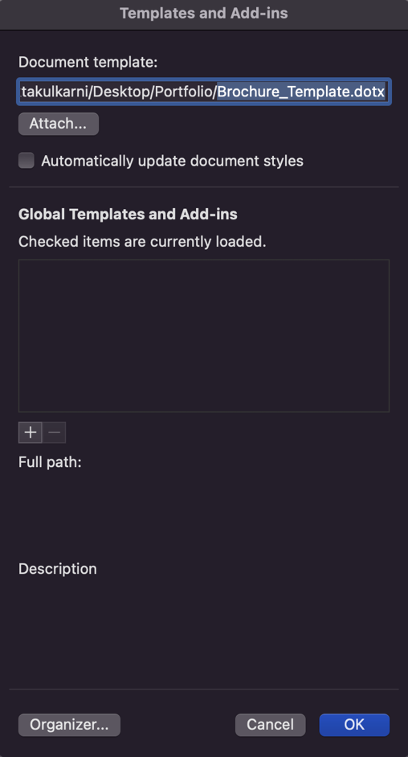 Templates and Add-ins
Document template:
takulkarni/Desktop/Portfolio/Brochure_Template.dotx
Attach...
Automatically update document styles
Global Templates and Add-ins
Checked items are currently loaded.
Full path:
Description
Organizer...
Cancel
OK